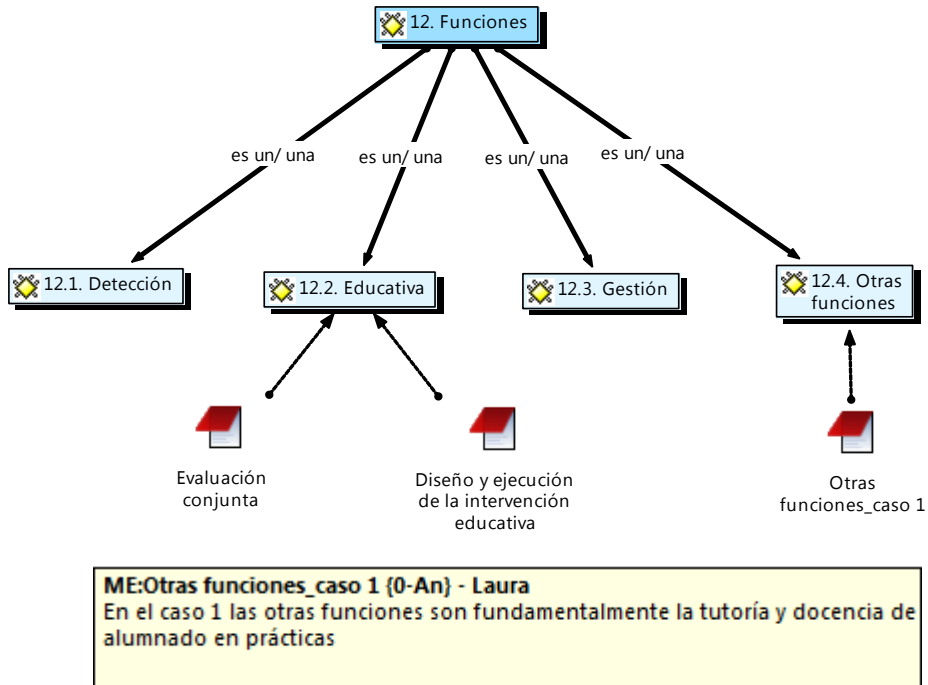 12. Funciones
es un/ una
es un/ una
es un/ una
es un/ una
12.1. Detección
12.2. Educativa
12.3. Gestión
12.4. Otras
funciones
Evaluación
conjunta
Diseño y ejecución
de la intervención
educativa
Otras
funciones_caso 1
ME:Otras funciones_caso 1 {0-An} - Laura
En el caso 1 las otras funciones son fundamentalmente la tutoría y docencia de
alumnado en prácticas